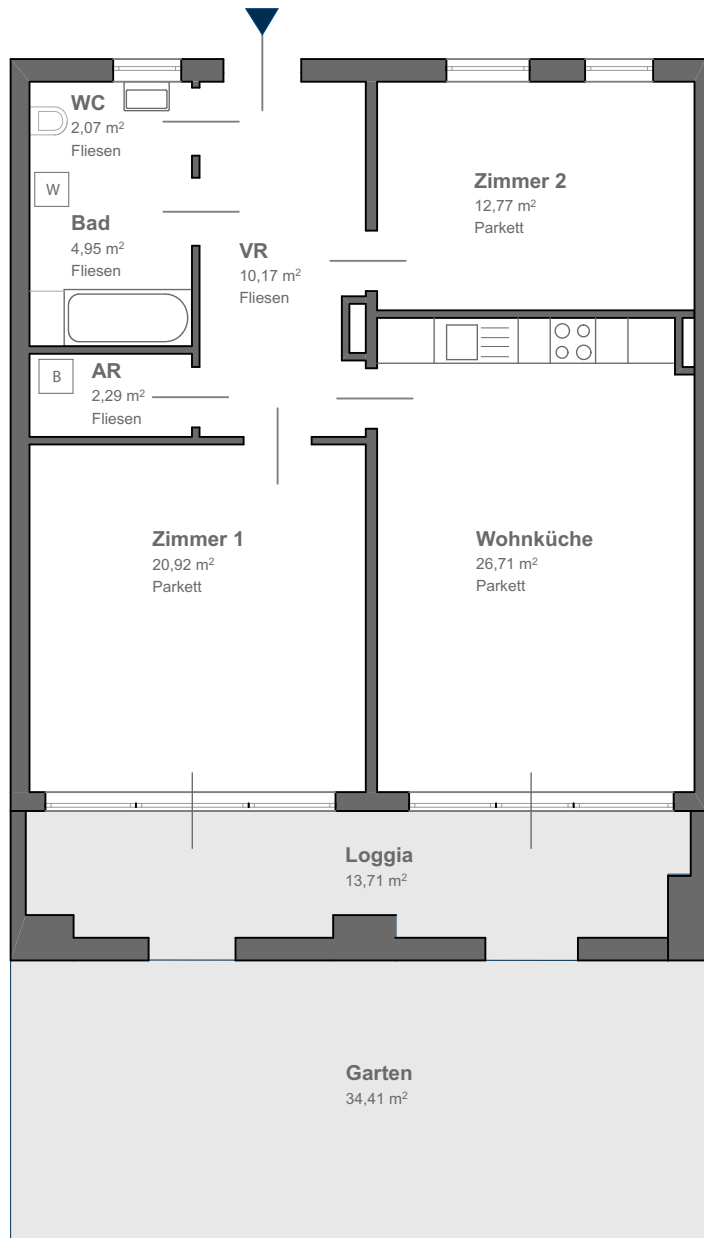 WC
2,07 m²
Fliesen
W
Bad
4,95 m²
Fliesen
VR
10,17 m²
Fliesen
Zimmer 2
12,77 m²
Parkett
B
AR
2,29 m²
Fliesen
Zimmer 1
20,92 m²
Parkett
Wohnküche
26,71 m²
Parkett
Loggia
13,71 m²
Garten
34,41 m²